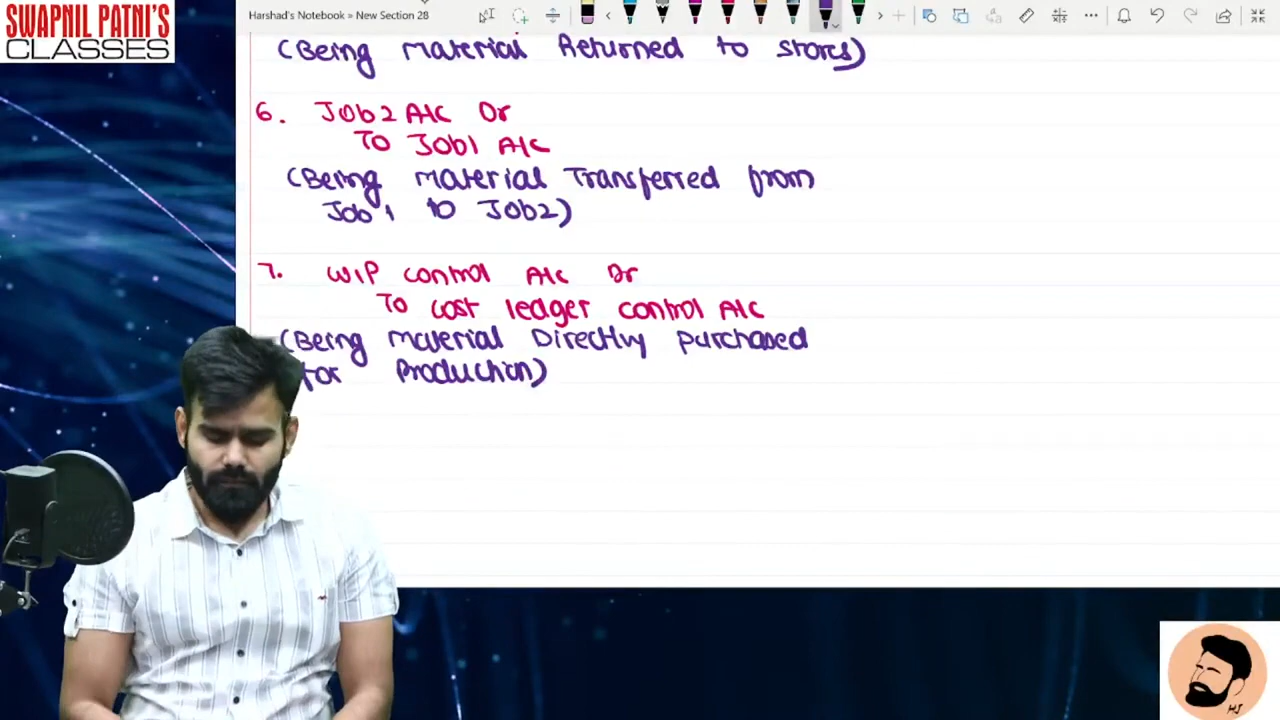 SWAPNIL PATNI'S
CLASSES
Harshad's Notebook » New Section 28
(Being Material Returned to stores)
6. Job2 A/c Dr
To Job1 A/c
(Being Material Transferred from
Job1 to Job2)
7. WIP control A/c Dr
To cost ledger control A/c
(Being Material Directly purchased
for Production)
HJ